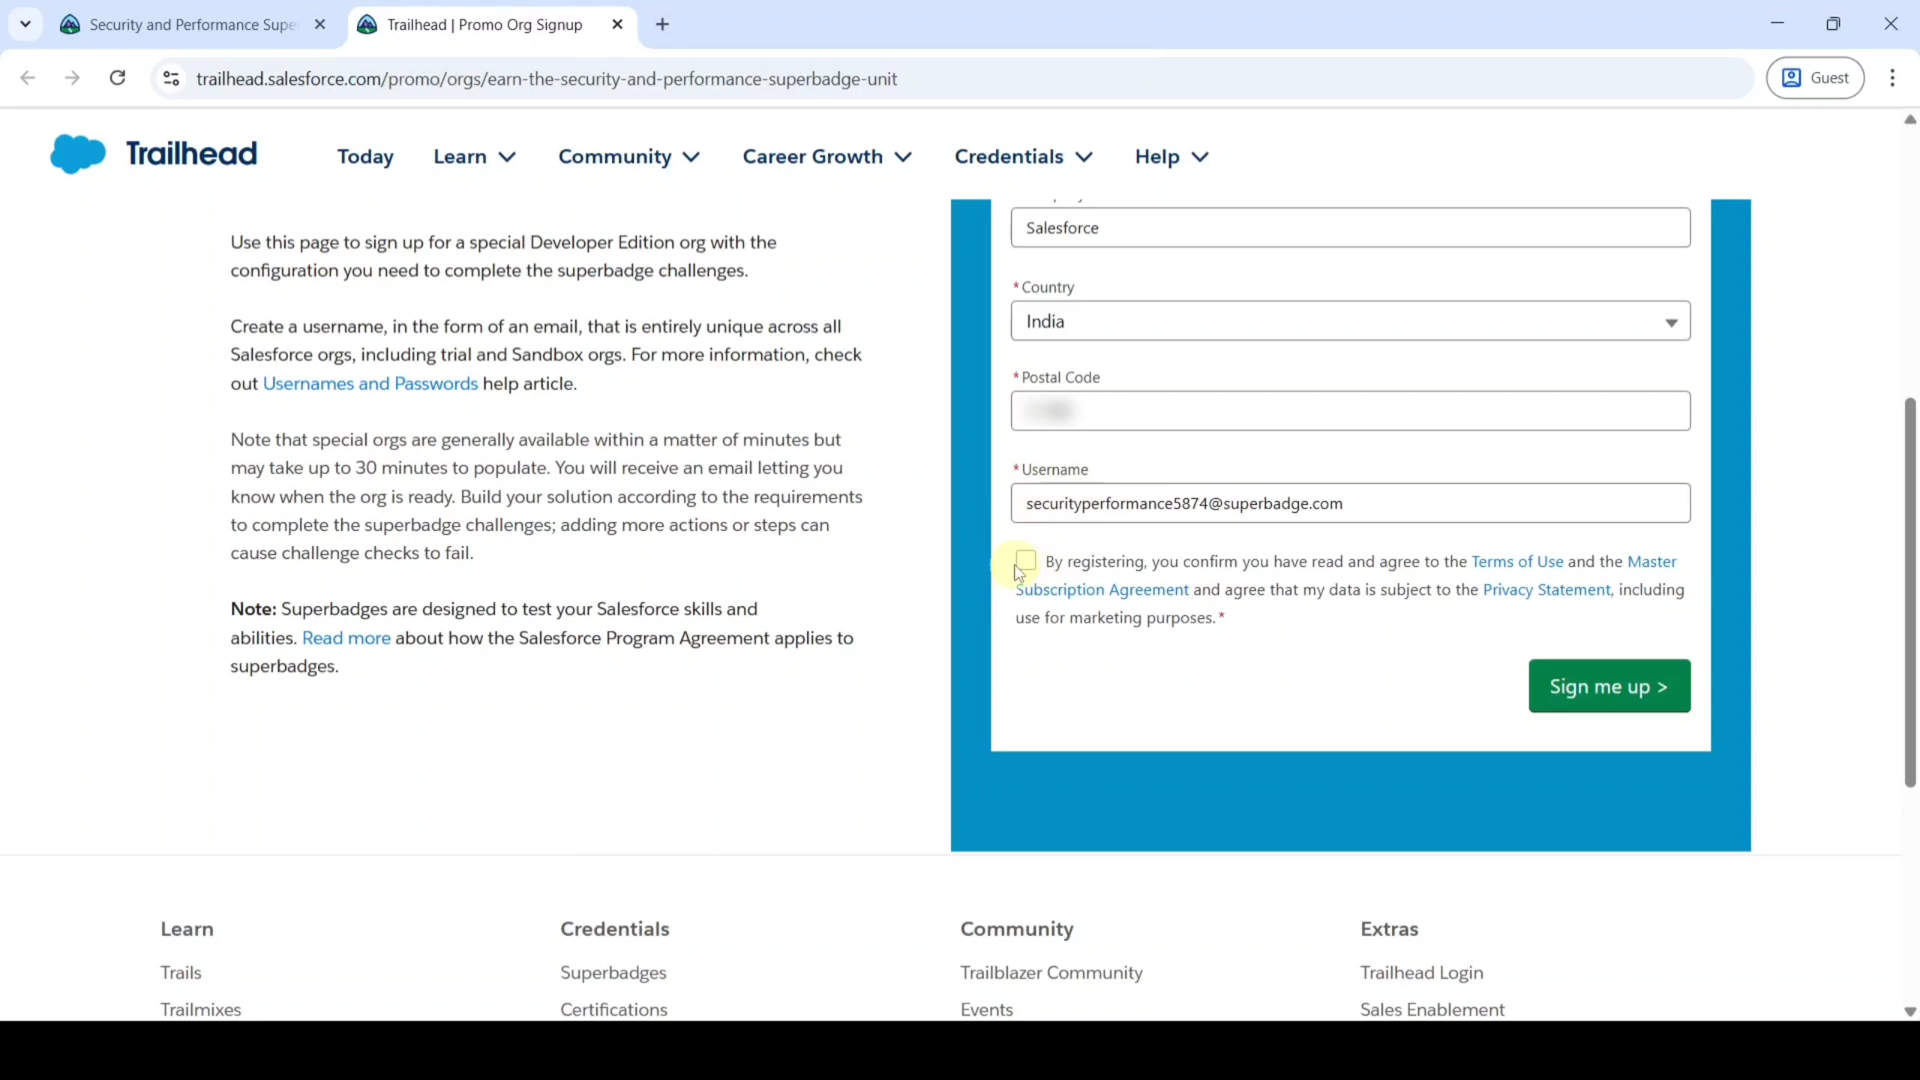 Security and Performance Supe
Trailhead | Promo Org Signup
trailhead.salesforce.com/promo/orgs/earn-the-security-and-performance-superbadge-unit
Guest
Trailhead
Today
Learn
Community
Career Growth
Credentials
Help
Use this page to sign up for a special Developer Edition org with the
configuration you need to complete the superbadge challenges.
Create a username, in the form of an email, that is entirely unique across all
Salesforce orgs, including trial and Sandbox orgs. For more information, check
out Usernames and Passwords help article.
Note that special orgs are generally available within a matter of minutes but
may take up to 30 minutes to populate. You will receive an email letting you
know when the org is ready. Build your solution according to the requirements
to complete the superbadge challenges; adding more actions or steps can
cause challenge checks to fail.
Note: Superbadges are designed to test your Salesforce skills and
abilities. Read more about how the Salesforce Program Agreement applies to
superbadges.
Salesforce
* Country
India
* Postal Code
* Username
securityperformance5874@superbadge.com
By registering, you confirm you have read and agree to the Terms of Use and the Master
Subscription Agreement and agree that my data is subject to the Privacy Statement, including
use for marketing purposes. *
Sign me up >
Learn
Trails
Trailmixes
Credentials
Superbadges
Certifications
Community
Trailblazer Community
Events
Extras
Trailhead Login
Sales Enablement